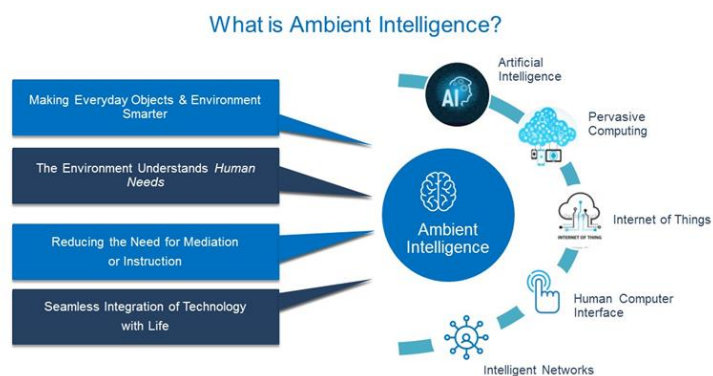 What is Ambient Intelligence?
Making Everyday Objects & Environment
Smarter
The Environment Understands Human
Needs
Reducing the Need for Mediation
or Instruction
Seamless Integration of Technology
with Life
Ambient
Intelligence
Artificial
Intelligence
AI
Pervasive
Computing
Internet of Things
INTERNET OF THING
Human Computer
Interface
Intelligent Networks